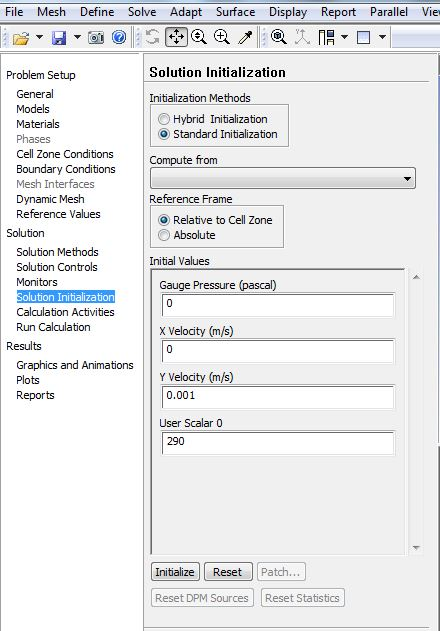 File Mesh Define Solve Adapt Surface Display Report Parallel Vie
Problem Setup
General
Models
Materials
Phases
Cell Zone Conditions
Boundary Conditions
Mesh Interfaces
Dynamic Mesh
Reference Values
Solution
Solution Methods
Solution Controls
Monitors
Solution Initialization
Calculation Activities
Run Calculation
Results
Graphics and Animations
Plots
Reports
Solution Initialization
Initialization Methods
Hybrid Initialization
Standard Initialization
Compute from
Reference Frame
Relative to Cell Zone
Absolute
Initial Values
Gauge Pressure (pascal)
0
X Velocity (m/s)
0
Y Velocity (m/s)
0.001
User Scalar 0
290
Initialize Reset Patch...
Reset DPM Sources Reset Statistics